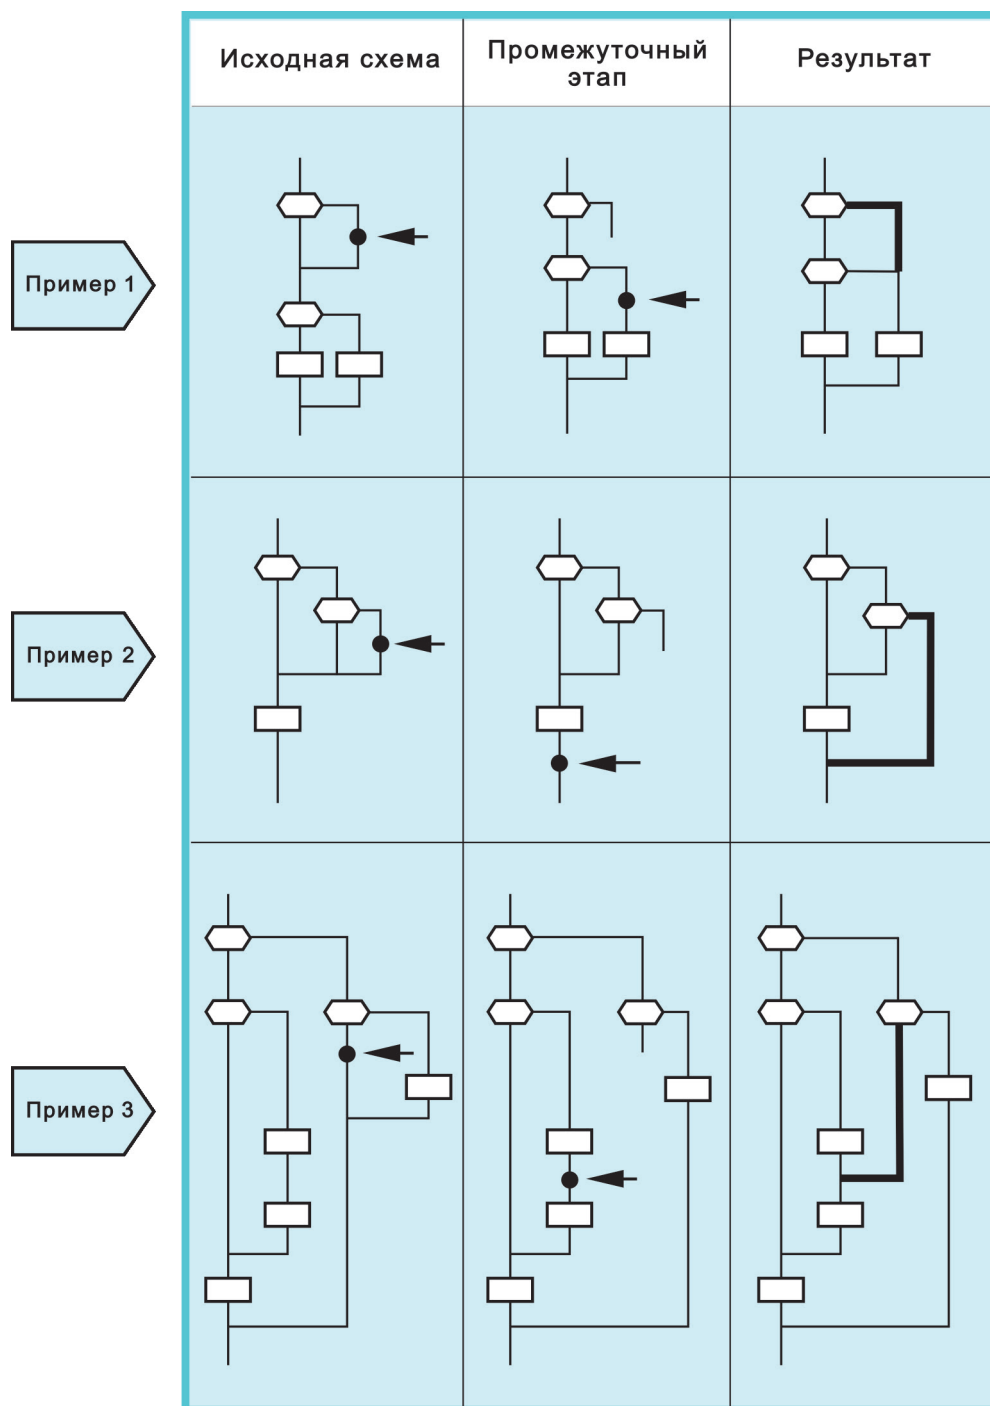 Исходная схема
Промежуточный
этап
Результат
Пример 1
Пример 2
Пример 3